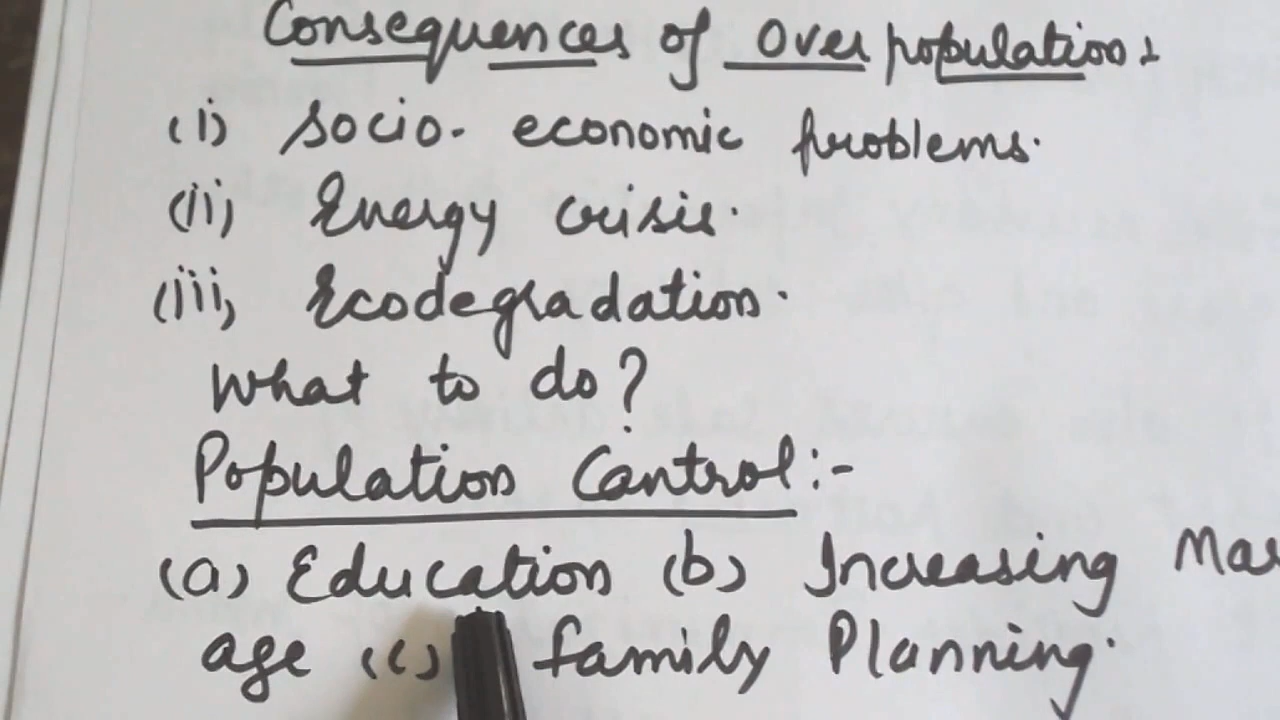 Consequences of Over population:
(i) Socio- economic problems.
(ii) Energy crisis.
(iii) Ecodegradation.
What to do?
Population Control:-
(a) Education (b) Increasing Mar
age (c) family Planning.